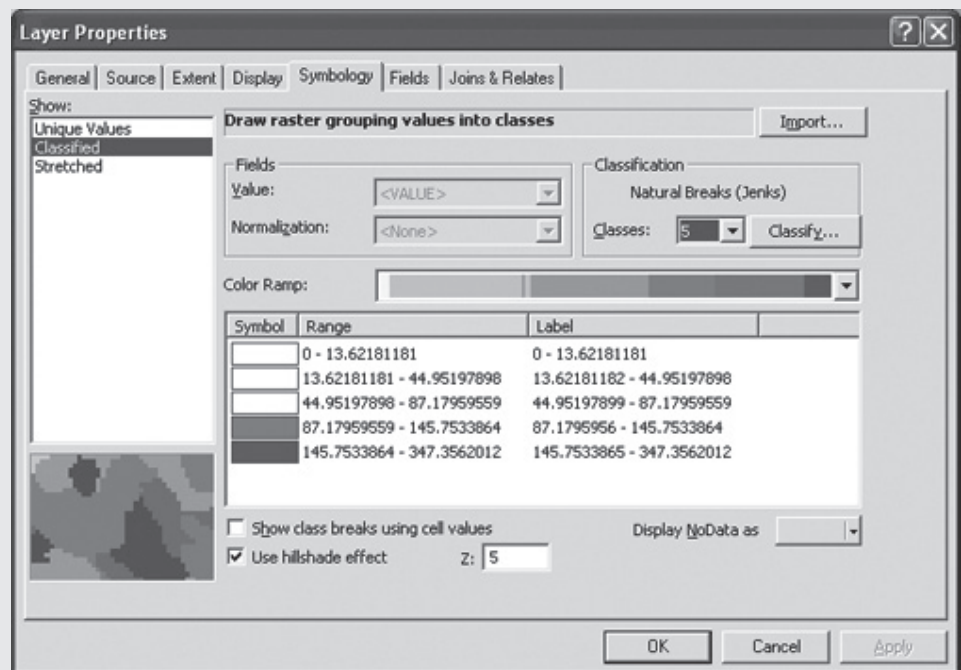 Layer Properties
General Source Extent Display Symbology Fields Joins & Relates
Show:
Unique Values
Classified
Stretched
Draw raster grouping values into classes
Import...
Fields
Value: <VALUE>
Normalization: <None>
Classification
Natural Breaks (Jenks)
Classes: 5 Classify...
Color Ramp:
Symbol Range Label
0 - 13.62181181 0 - 13.62181181
13.62181181 - 44.95197898 13.62181182 - 44.95197898
44.95197898 - 87.17959559 44.95197899 - 87.17959559
87.17959559 - 145.7533864 87.1795956 - 145.7533864
145.7533864 - 347.3562012 145.7533865 - 347.3562012
Show class breaks using cell values
Display NoData as
Use hillshade effect Z: 5
OK Cancel Apply